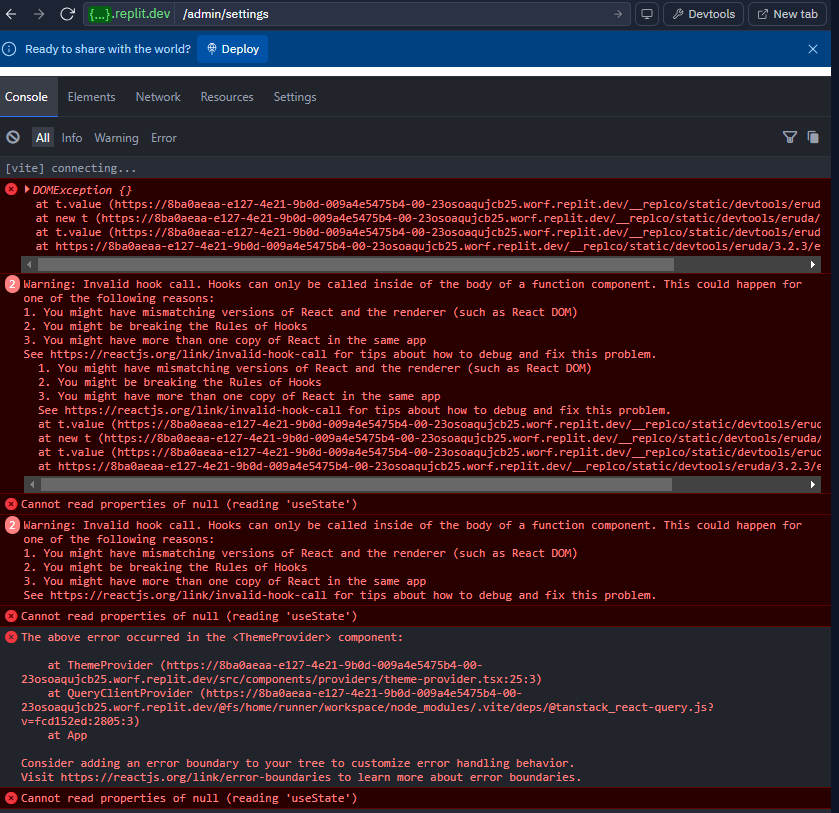 {...}.replit.dev /admin/settings Devtools New tab
Ready to share with the world? Deploy
Console Elements Network Resources Settings
All Info Warning Error
[vite] connecting...
DOMException {}
at t.value (https://8ba0aeaa-e127-4e21-9b0d-009a4e5475b4-00-23osoaqujcb25.worf.replit.dev/__replco/static/devtools/erud
at new t (https://8ba0aeaa-e127-4e21-9b0d-009a4e5475b4-00-23osoaqujcb25.worf.replit.dev/__replco/static/devtools/eruda/
at t.value (https://8ba0aeaa-e127-4e21-9b0d-009a4e5475b4-00-23osoaqujcb25.worf.replit.dev/__replco/static/devtools/erud
at https://8ba0aeaa-e127-4e21-9b0d-009a4e5475b4-00-23osoaqujcb25.worf.replit.dev/__replco/static/devtools/eruda/3.2.3/e
2 Warning: Invalid hook call. Hooks can only be called inside of the body of a function component. This could happen for
one of the following reasons:
1. You might have mismatching versions of React and the renderer (such as React DOM)
2. You might be breaking the Rules of Hooks
3. You might have more than one copy of React in the same app
See https://reactjs.org/link/invalid-hook-call for tips about how to debug and fix this problem.
1. You might have mismatching versions of React and the renderer (such as React DOM)
2. You might be breaking the Rules of Hooks
3. You might have more than one copy of React in the same app
See https://reactjs.org/link/invalid-hook-call for tips about how to debug and fix this problem.
at t.value (https://8ba0aeaa-e127-4e21-9b0d-009a4e5475b4-00-23osoaqujcb25.worf.replit.dev/__replco/static/devtools/erud
at new t (https://8ba0aeaa-e127-4e21-9b0d-009a4e5475b4-00-23osoaqujcb25.worf.replit.dev/__replco/static/devtools/eruda/
at t.value (https://8ba0aeaa-e127-4e21-9b0d-009a4e5475b4-00-23osoaqujcb25.worf.replit.dev/__replco/static/devtools/erud
at https://8ba0aeaa-e127-4e21-9b0d-009a4e5475b4-00-23osoaqujcb25.worf.replit.dev/__replco/static/devtools/eruda/3.2.3/e
Cannot read properties of null (reading 'useState')
2 Warning: Invalid hook call. Hooks can only be called inside of the body of a function component. This could happen for
one of the following reasons:
1. You might have mismatching versions of React and the renderer (such as React DOM)
2. You might be breaking the Rules of Hooks
3. You might have more than one copy of React in the same app
See https://reactjs.org/link/invalid-hook-call for tips about how to debug and fix this problem.
Cannot read properties of null (reading 'useState')
The above error occurred in the <ThemeProvider> component:
at ThemeProvider (https://8ba0aeaa-e127-4e21-9b0d-009a4e5475b4-00-
23osoaqujcb25.worf.replit.dev/src/components/providers/theme-provider.tsx:25:3)
at QueryClientProvider (https://8ba0aeaa-e127-4e21-9b0d-009a4e5475b4-00-
23osoaqujcb25.worf.replit.dev/@fs/home/runner/workspace/node_modules/.vite/deps/@tanstack_react-query.js?
v=fcd152ed:2805:3)
at App
Consider adding an error boundary to your tree to customize error handling behavior.
Visit https://reactjs.org/link/error-boundaries to learn more about error boundaries.
Cannot read properties of null (reading 'useState')